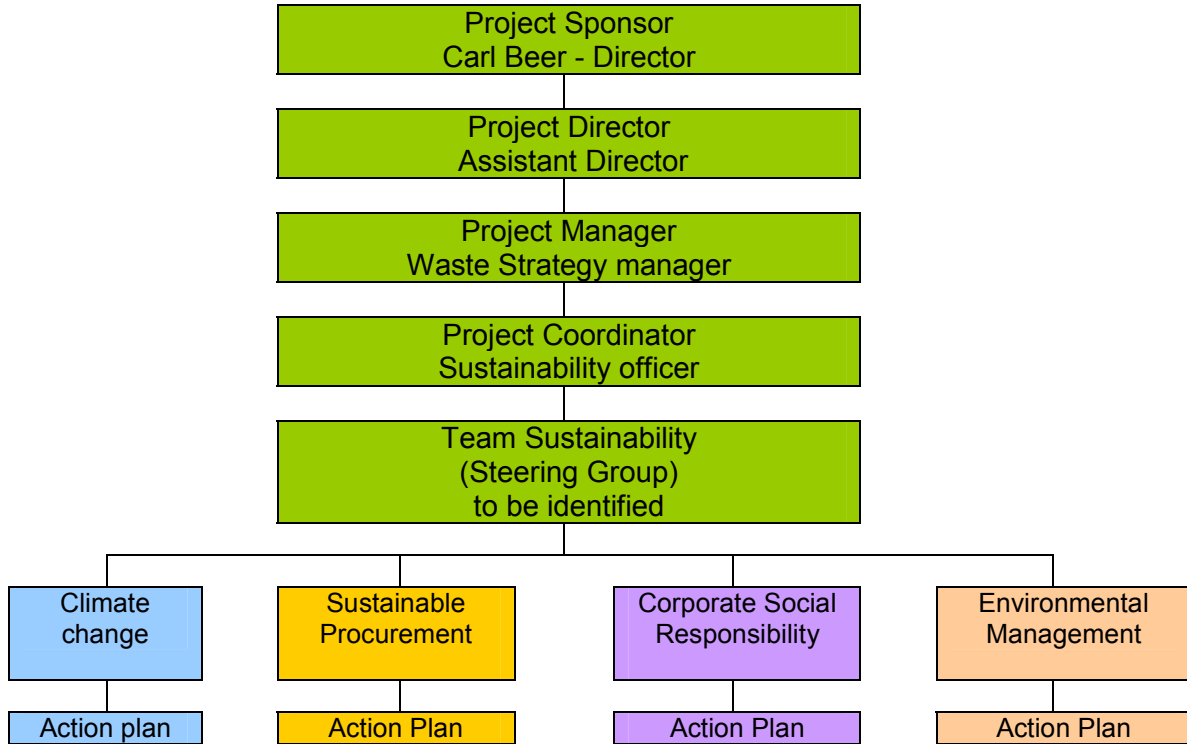 Project Sponsor
Carl Beer - Director
Project Director
Assistant Director
Project Manager
Waste Strategy manager
Project Coordinator
Sustainability officer
Team Sustainability
(Steering Group)
to be identified
Climate
change
Sustainable
Procurement
Corporate Social
Responsibility
Environmental
Management
Action plan
Action Plan
Action Plan
Action Plan